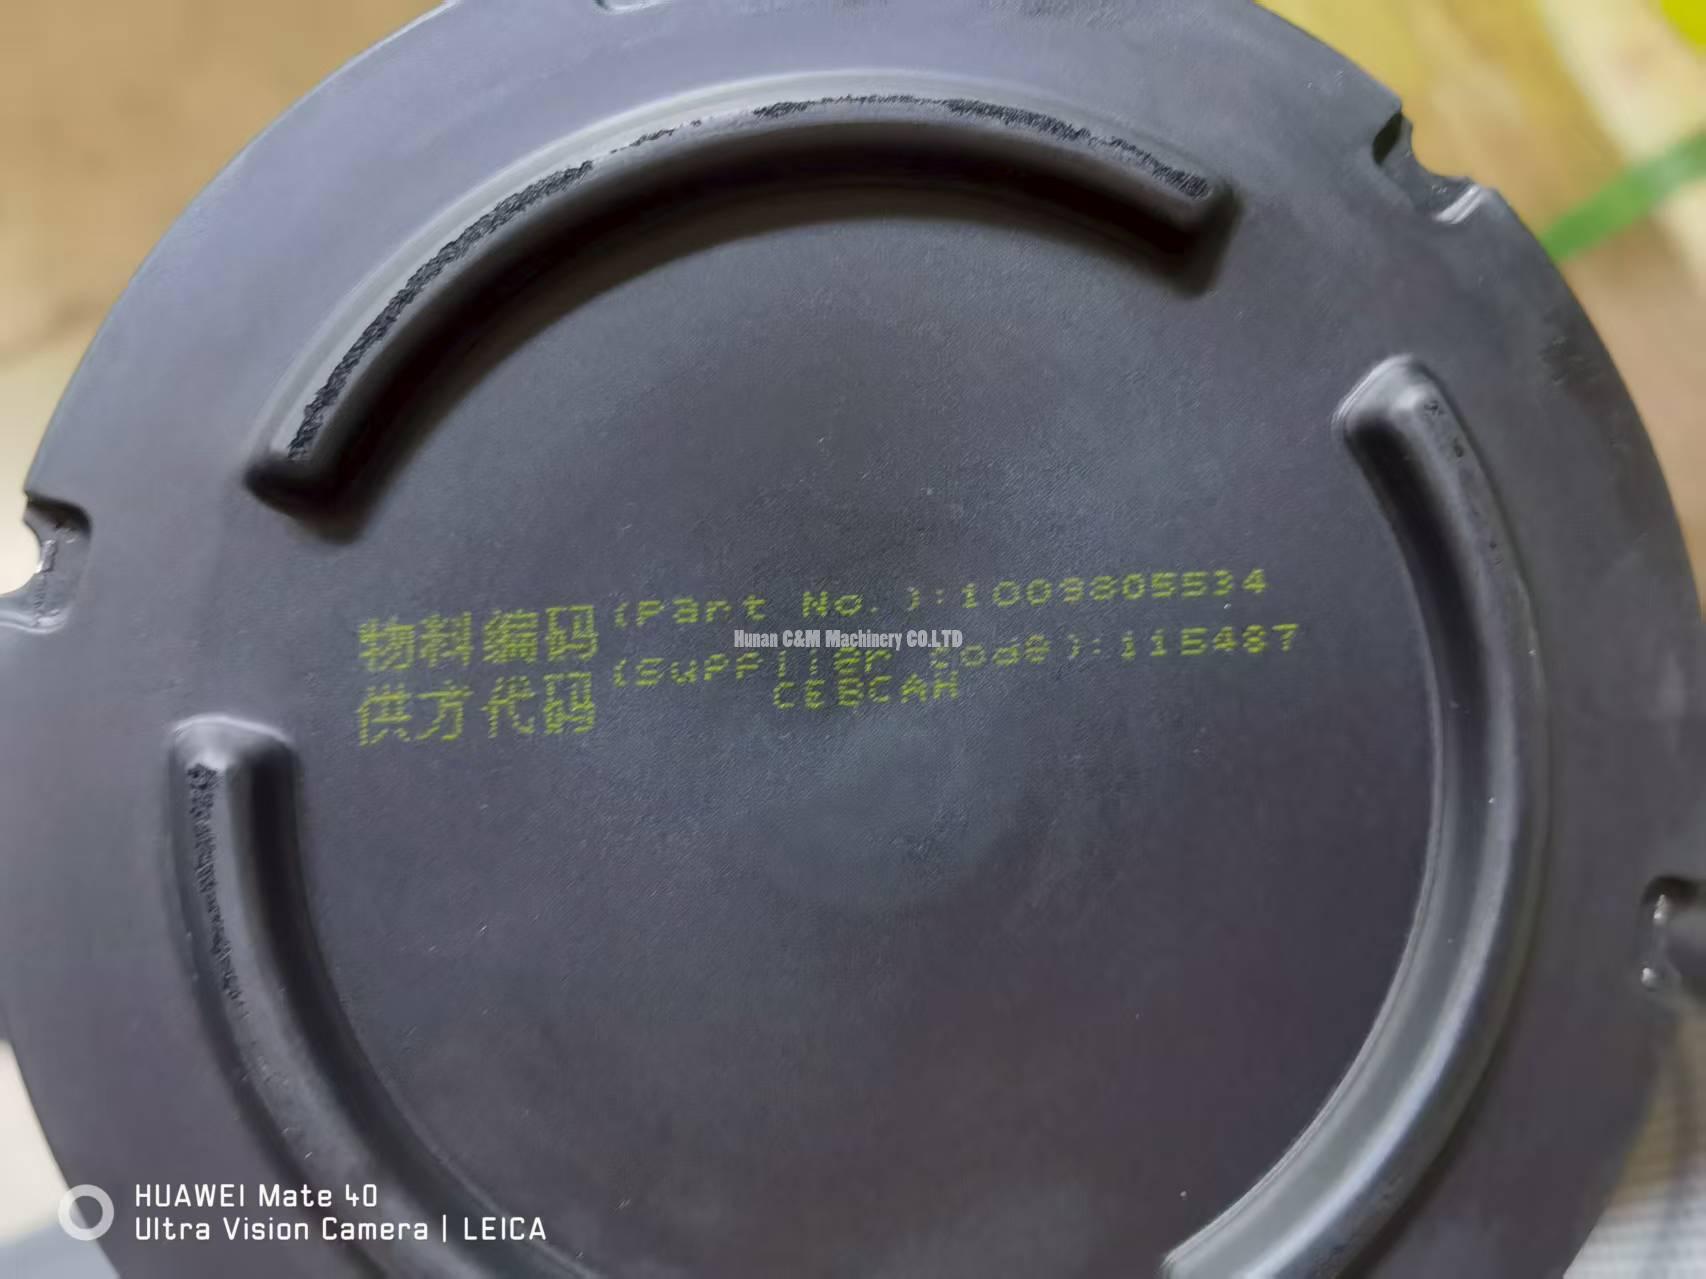 物料编码(Part No.):1009805534
供方代码(Supplier Code):115487
CEBCAH
Hunan C&M Machinery CO.LTD
HUAWEI Mate 40
Ultra Vision Camera | LEICA